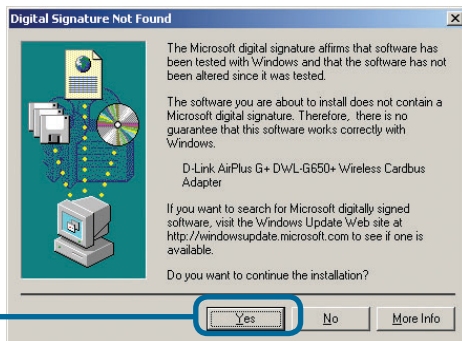 Digital Signature Not Found
The Microsoft digital signature affirms that software has
been tested with Windows and that the software has not
been altered since it was tested.
The software you are about to install does not contain a
Microsoft digital signature. Therefore, there is no
guarantee that this software works correctly with
Windows.
D-Link AirPlus G+ DWL-G650+ Wireless Cardbus
Adapter
If you want to search for Microsoft digitally signed
software, visit the Windows Update Web site at
http://windowsupdate.microsoft.com to see if one is
available.
Do you want to continue the installation?
Yes No More Info